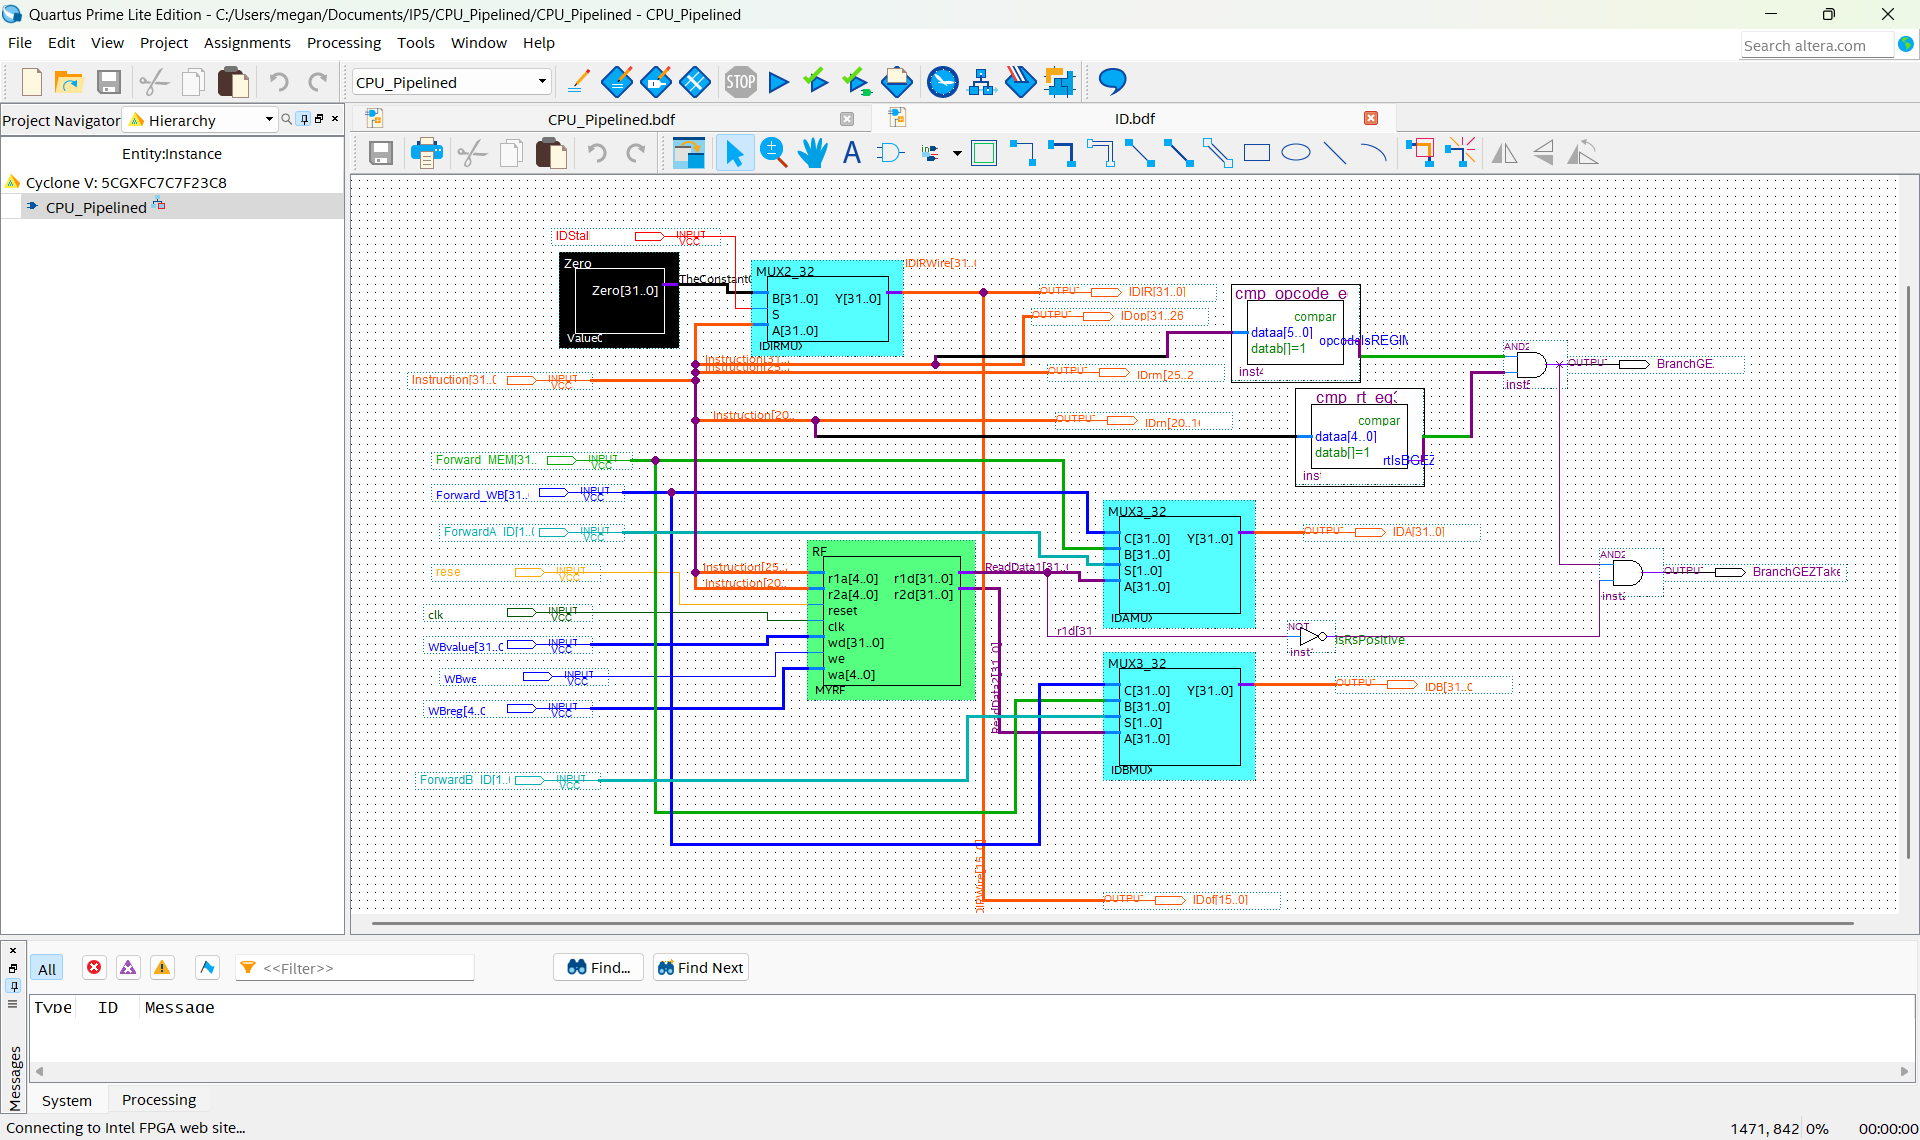 Quartus Prime Lite Edition - C:/Users/megan/Documents/IP5/CPU_Pipelined/CPU_Pipelined - CPU_Pipelined
File Edit View Project Assignments Processing Tools Window Help
Search altera.com
CPU_Pipelined
STOP
Project Navigator Hierarchy
CPU_Pipelined.bdf
ID.bdf
Entity:Instance
Cyclone V: 5CGXFC7C7F23C8
CPU_Pipelined
IDStal INPUT VCC
Zero
Zero[31..0]
ValueC
TheConstant
MUX2_32
B[31..0] Y[31..0]
S
A[31..0]
IDIRMUX
IDIRWire[31..
OUTPUT IDIR[31..0]
OUTPUT IDop[31..26
cmp_opcode_e
compar
dataa[5..0]
datab[]=1
opcodeIsREGIM
inst4
Instruction[31..
Instruction[25..
OUTPUT IDrm[25..2
Instruction[31..0 INPUT VCC
AND2
inst5
OUTPUT BranchGE.
cmp_rt_eq
compar
dataa[4..0]
datab[]=1
rtIsBGEZ
ins
Instruction[20..
OUTPUT IDrn[20..1
Forward_MEM[31.. INPUT VCC
Forward_WB[31.. INPUT VCC
ForwardA_ID[1.. INPUT VCC
rese INPUT VCC
clk INPUT VCC
WBvalue[31..0 INPUT VCC
WBwe INPUT VCC
WBreg[4..0 INPUT VCC
ForwardB_ID[1.. INPUT VCC
Instruction[25..
Instruction[20..
RF
r1a[4..0] r1d[31..0]
r2a[4..0] r2d[31..0]
reset
clk
wd[31..0]
we
wa[4..0]
MYRF
ReadData1[31..
ReadData2[31..0]
r1d[31
MUX3_32
C[31..0] Y[31..0]
B[31..0]
S[1..0]
A[31..0]
IDAMUX
OUTPUT IDA[31..0]
NOT
inst
isRsPositive
AND2
inst
OUTPUT BranchGEZTake
MUX3_32
C[31..0] Y[31..0]
B[31..0]
S[1..0]
A[31..0]
IDBMUX
OUTPUT IDB[31..0
IDIRWire[15..0]
OUTPUT IDof[15..0]
All
<<Filter>>
Find...
Find Next
Type ID Message
Messages
System Processing
Connecting to Intel FPGA web site...
1471, 842 0% 00:00:00